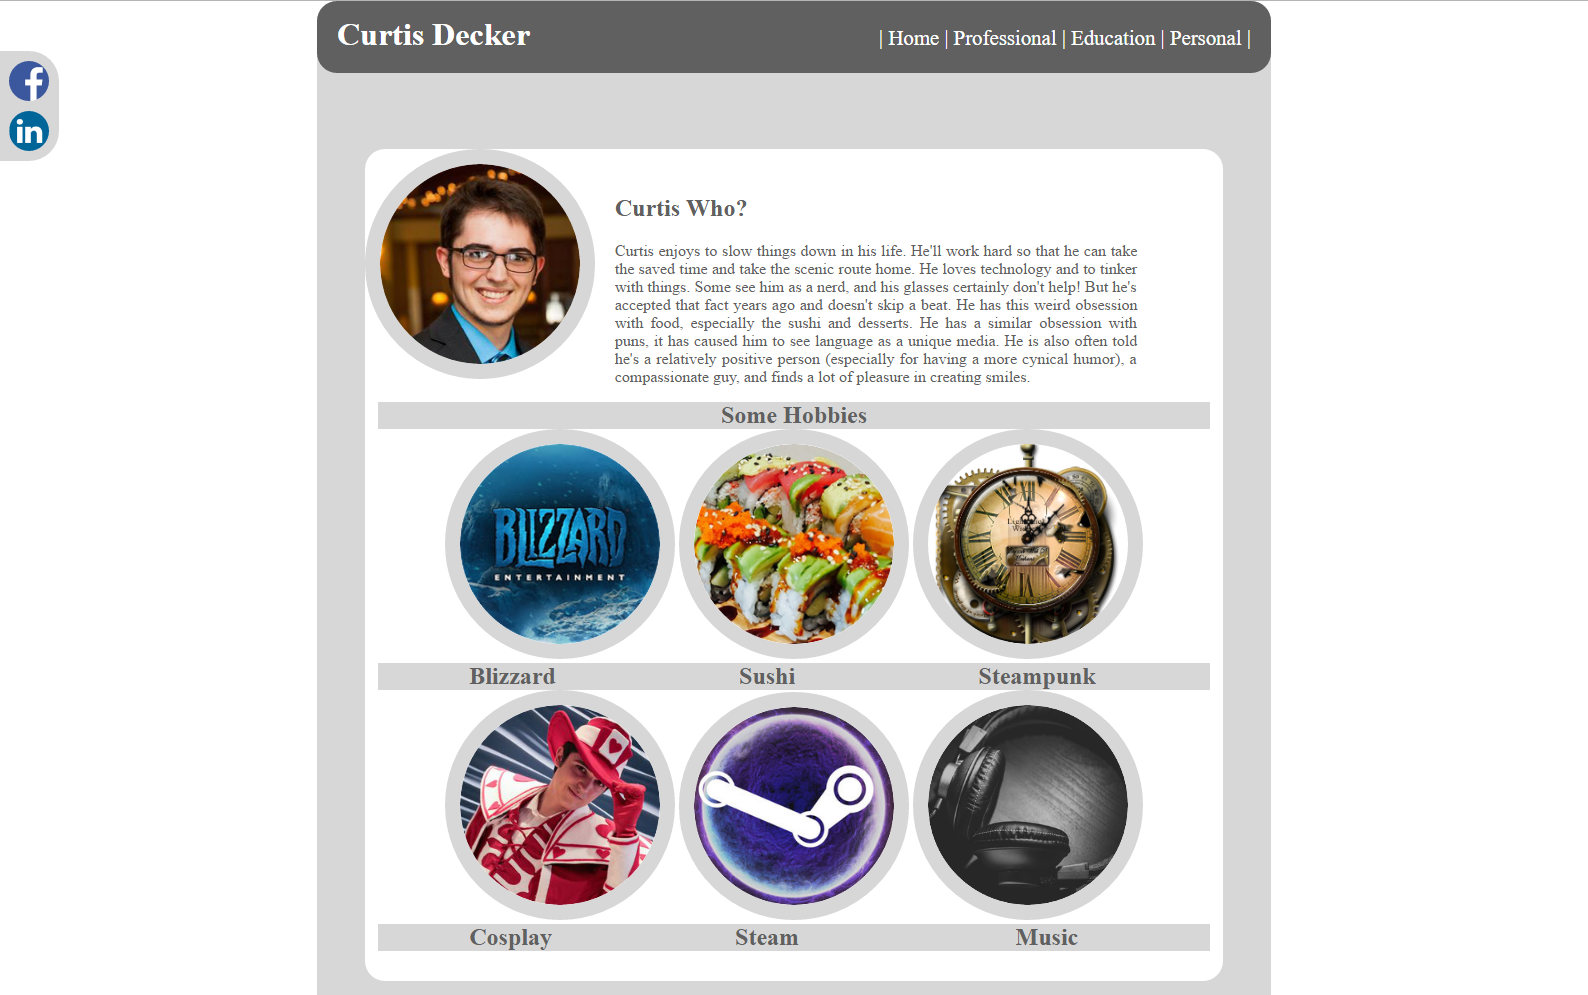 Curtis Decker
| Home | Professional | Education | Personal |
Curtis Who?
Curtis enjoys to slow things down in his life. He'll work hard so that he can take
the saved time and take the scenic route home. He loves technology and to tinker
with things. Some see him as a nerd, and his glasses certainly don't help! But he's
accepted that fact years ago and doesn't skip a beat. He has this weird obsession
with food, especially the sushi and desserts. He has a similar obsession with
puns, it has caused him to see language as a unique media. He is also often told
he's a relatively positive person (especially for having a more cynical humor), a
compassionate guy, and finds a lot of pleasure in creating smiles.
Some Hobbies
BLIZZARD
ENTERTAINMENT
Blizzard Sushi Steampunk
Cosplay Steam Music